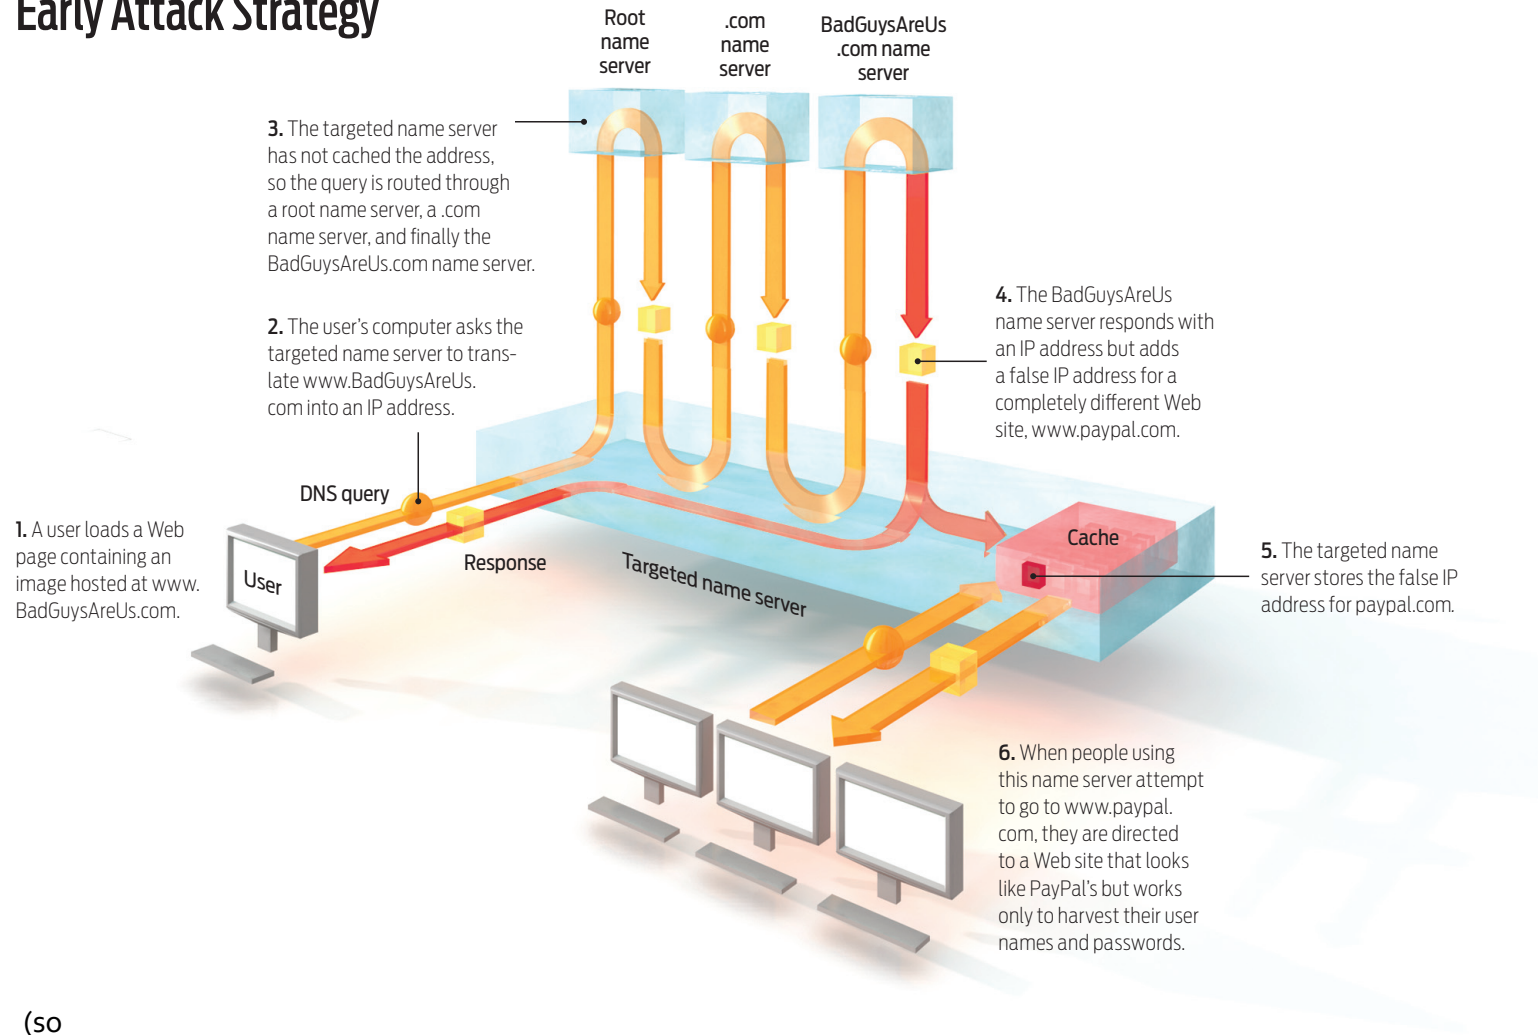 Early Attack Strategy
Root
name
server
.com
name
server
BadGuysAreUs
.com name
server
3. The targeted name server
has not cached the address,
so the query is routed through
a root name server, a .com
name server, and finally the
BadGuysAreUs.com name server.
2. The user's computer asks the
targeted name server to trans-
late www.BadGuysAreUs.
com into an IP address.
4. The BadGuysAreUs
name server responds with
an IP address but adds
a false IP address for a
completely different Web
site, www.paypal.com.
DNS query
1. A user loads a Web
page containing an
image hosted at www.
BadGuysAreUs.com.
User
Response
Targeted name server
Cache
5. The targeted name
server stores the false IP
address for paypal.com.
6. When people using
this name server attempt
to go to www.paypal.
com, they are directed
to a Web site that looks
like PayPal's but works
only to harvest their user
names and passwords.
(so